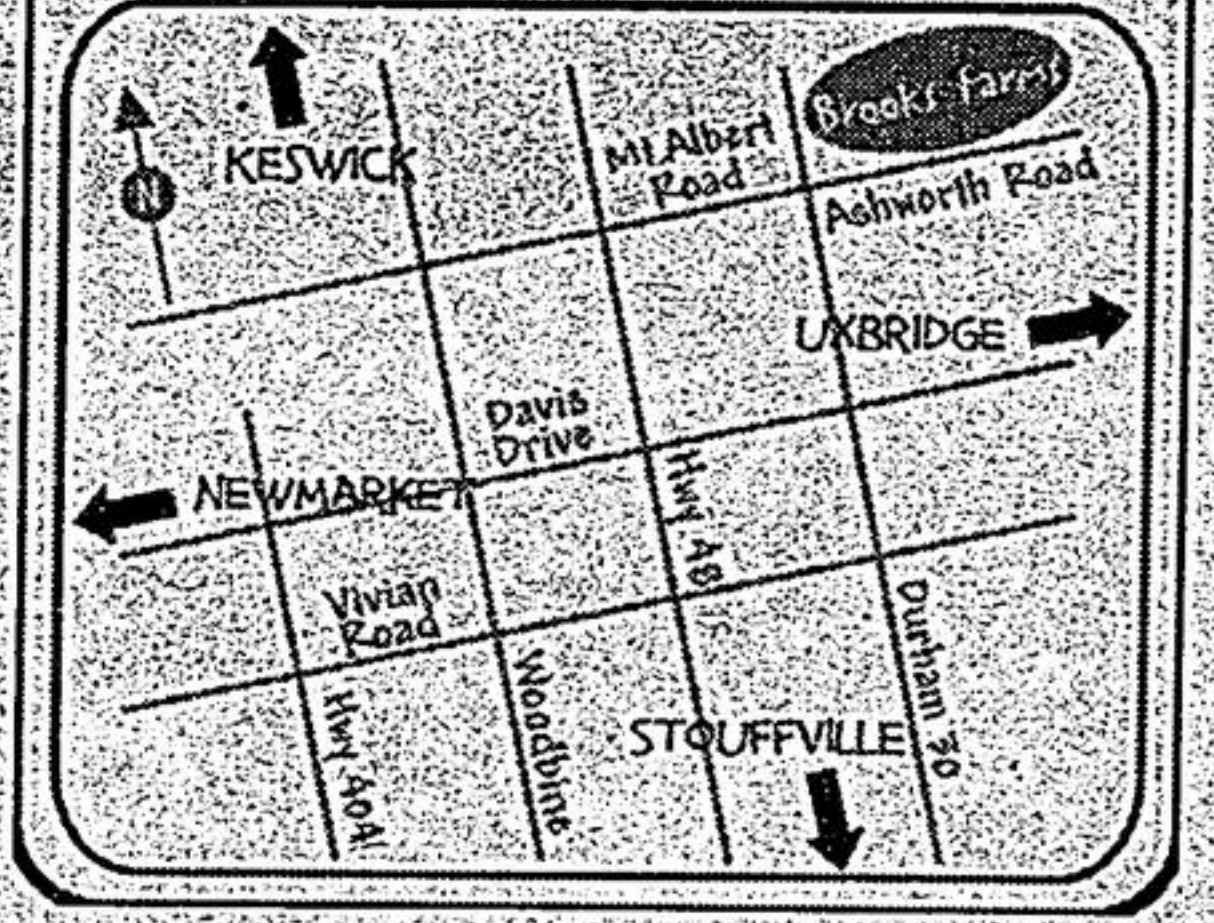 Brooks Farms
Mt.Albert
Road
KESWICK
Ashworth Road
N
UXBRIDGE
Davis
Drive
NEWMARKET
Hwy 48
Vivian
Road
Durham 30
Woodbine
Hwy 404
STOUFFVILLE